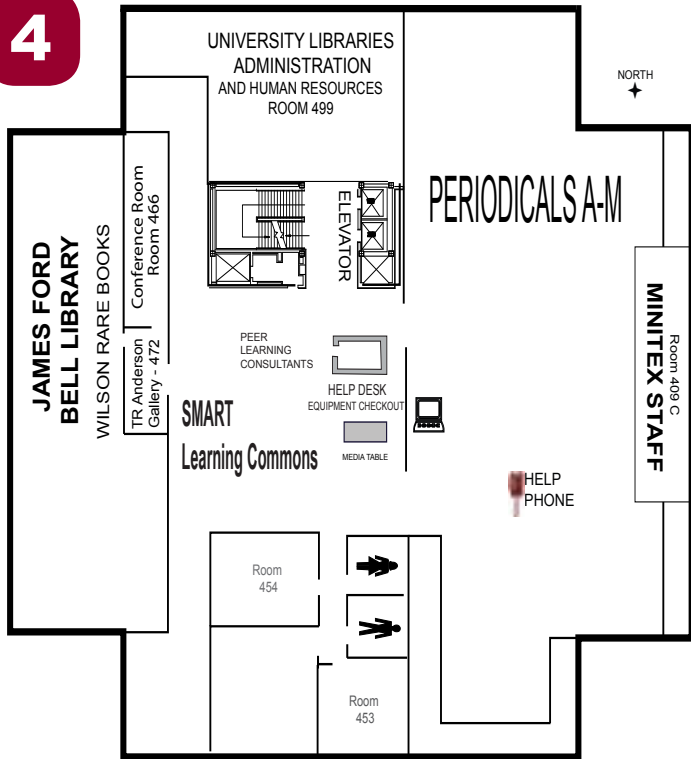 4
UNIVERSITY LIBRARIES
ADMINISTRATION
AND HUMAN RESOURCES
ROOM 499
NORTH
ELEVATOR
PERIODICALS A-M
JAMES FORD
BELL LIBRARY
WILSON RARE BOOKS
Conference Room
Room 466
TR Anderson
Gallery - 472
PEER
LEARNING
CONSULTANTS
HELP DESK
EQUIPMENT CHECKOUT
MEDIA TABLE
SMART
Learning Commons
Room 409 C
MINITEX STAFF
HELP
PHONE
Room
454
Room
453